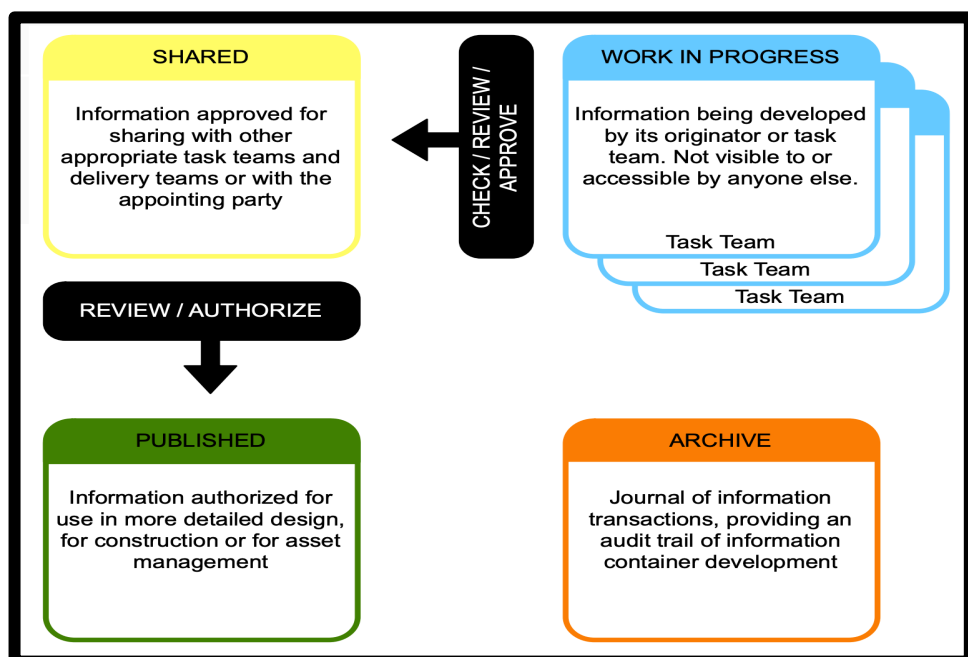 SHARED
Information approved for
sharing with other
appropriate task teams and
delivery teams or with the
appointing party
CHECK / REVIEW /
APPROVE
WORK IN PROGRESS
Information being developed
by its originator or task
team. Not visible to or
accessible by anyone else.
Task Team
Task Team
Task Team
REVIEW / AUTHORIZE
PUBLISHED
Information authorized for
use in more detailed design,
for construction or for asset
management
ARCHIVE
Journal of information
transactions, providing an
audit trail of information
container development